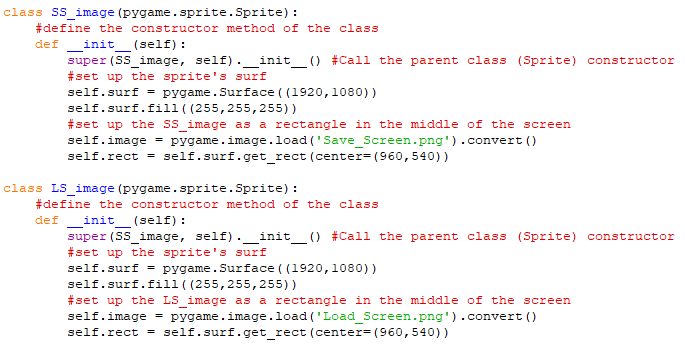 class SS_image(pygame.sprite.Sprite):
    #define the constructor method of the class
    def __init__(self):
        super(SS_image, self).__init__() #Call the parent class (Sprite) constructor
        #set up the sprite's surf
        self.surf = pygame.Surface((1920,1080))
        self.surf.fill((255,255,255))
        #set up the SS_image as a rectangle in the middle of the screen
        self.image = pygame.image.load('Save_Screen.png').convert()
        self.rect = self.surf.get_rect(center=(960,540))

class LS_image(pygame.sprite.Sprite):
    #define the constructor method of the class
    def __init__(self):
        super(SS_image, self).__init__() #Call the parent class (Sprite) constructor
        #set up the sprite's surf
        self.surf = pygame.Surface((1920,1080))
        self.surf.fill((255,255,255))
        #set up the LS_image as a rectangle in the middle of the screen
        self.image = pygame.image.load('Load_Screen.png').convert()
        self.rect = self.surf.get_rect(center=(960,540))